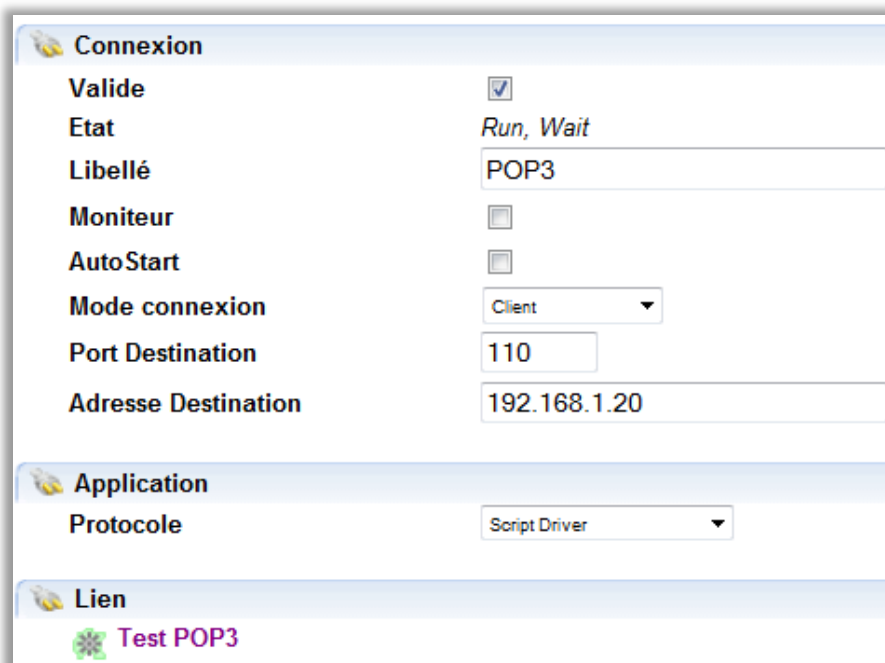 Connexion
Valide
Etat Run, Wait
Libellé POP3
Moniteur
AutoStart
Mode connexion Client
Port Destination 110
Adresse Destination 192.168.1.20
Application
Protocole Script Driver
Lien
Test POP3